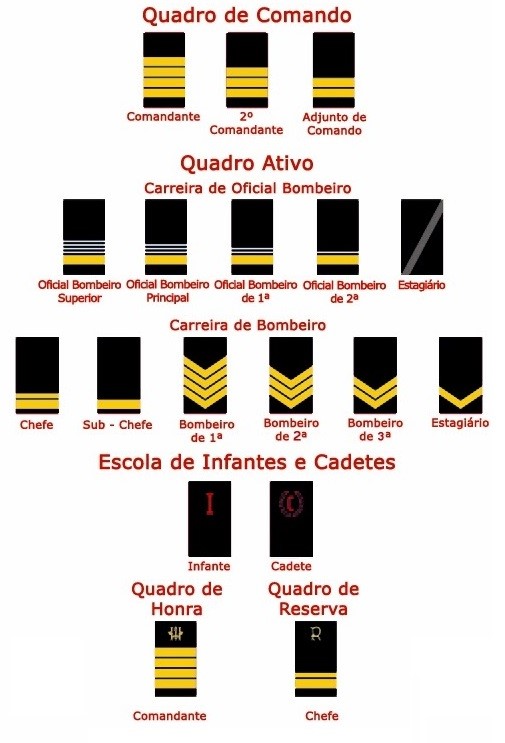 Quadro de Comando
Comandante
2º
Comandante
Adjunto de
Comando
Quadro Ativo
Carreira de Oficial Bombeiro
Oficial Bombeiro
Superior
Oficial Bombeiro
Principal
Oficial Bombeiro
de 1ª
Oficial Bombeiro
de 2ª
Estagiário
Carreira de Bombeiro
Chefe
Sub - Chefe
Bombeiro
de 1ª
Bombeiro
de 2ª
Bombeiro
de 3ª
Estagiário
Escola de Infantes e Cadetes
I
C
Infante
Cadete
Quadro de
Honra
Quadro de
Reserva
R
Comandante
Chefe